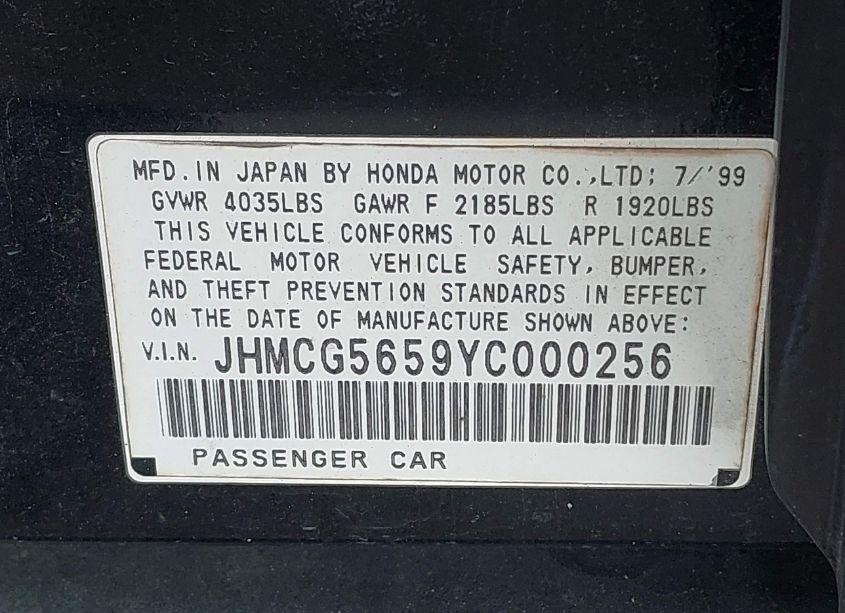 MFD. IN JAPAN BY HONDA MOTOR CO.,LTD; 7/'99
GVWR 4035LBS GAWR F 2185LBS R 1920LBS
THIS VEHICLE CONFORMS TO ALL APPLICABLE
FEDERAL MOTOR VEHICLE SAFETY, BUMPER,
AND THEFT PREVENTION STANDARDS IN EFFECT
ON THE DATE OF MANUFACTURE SHOWN ABOVE:
V.I.N. JHMCG5659YC000256
PASSENGER CAR